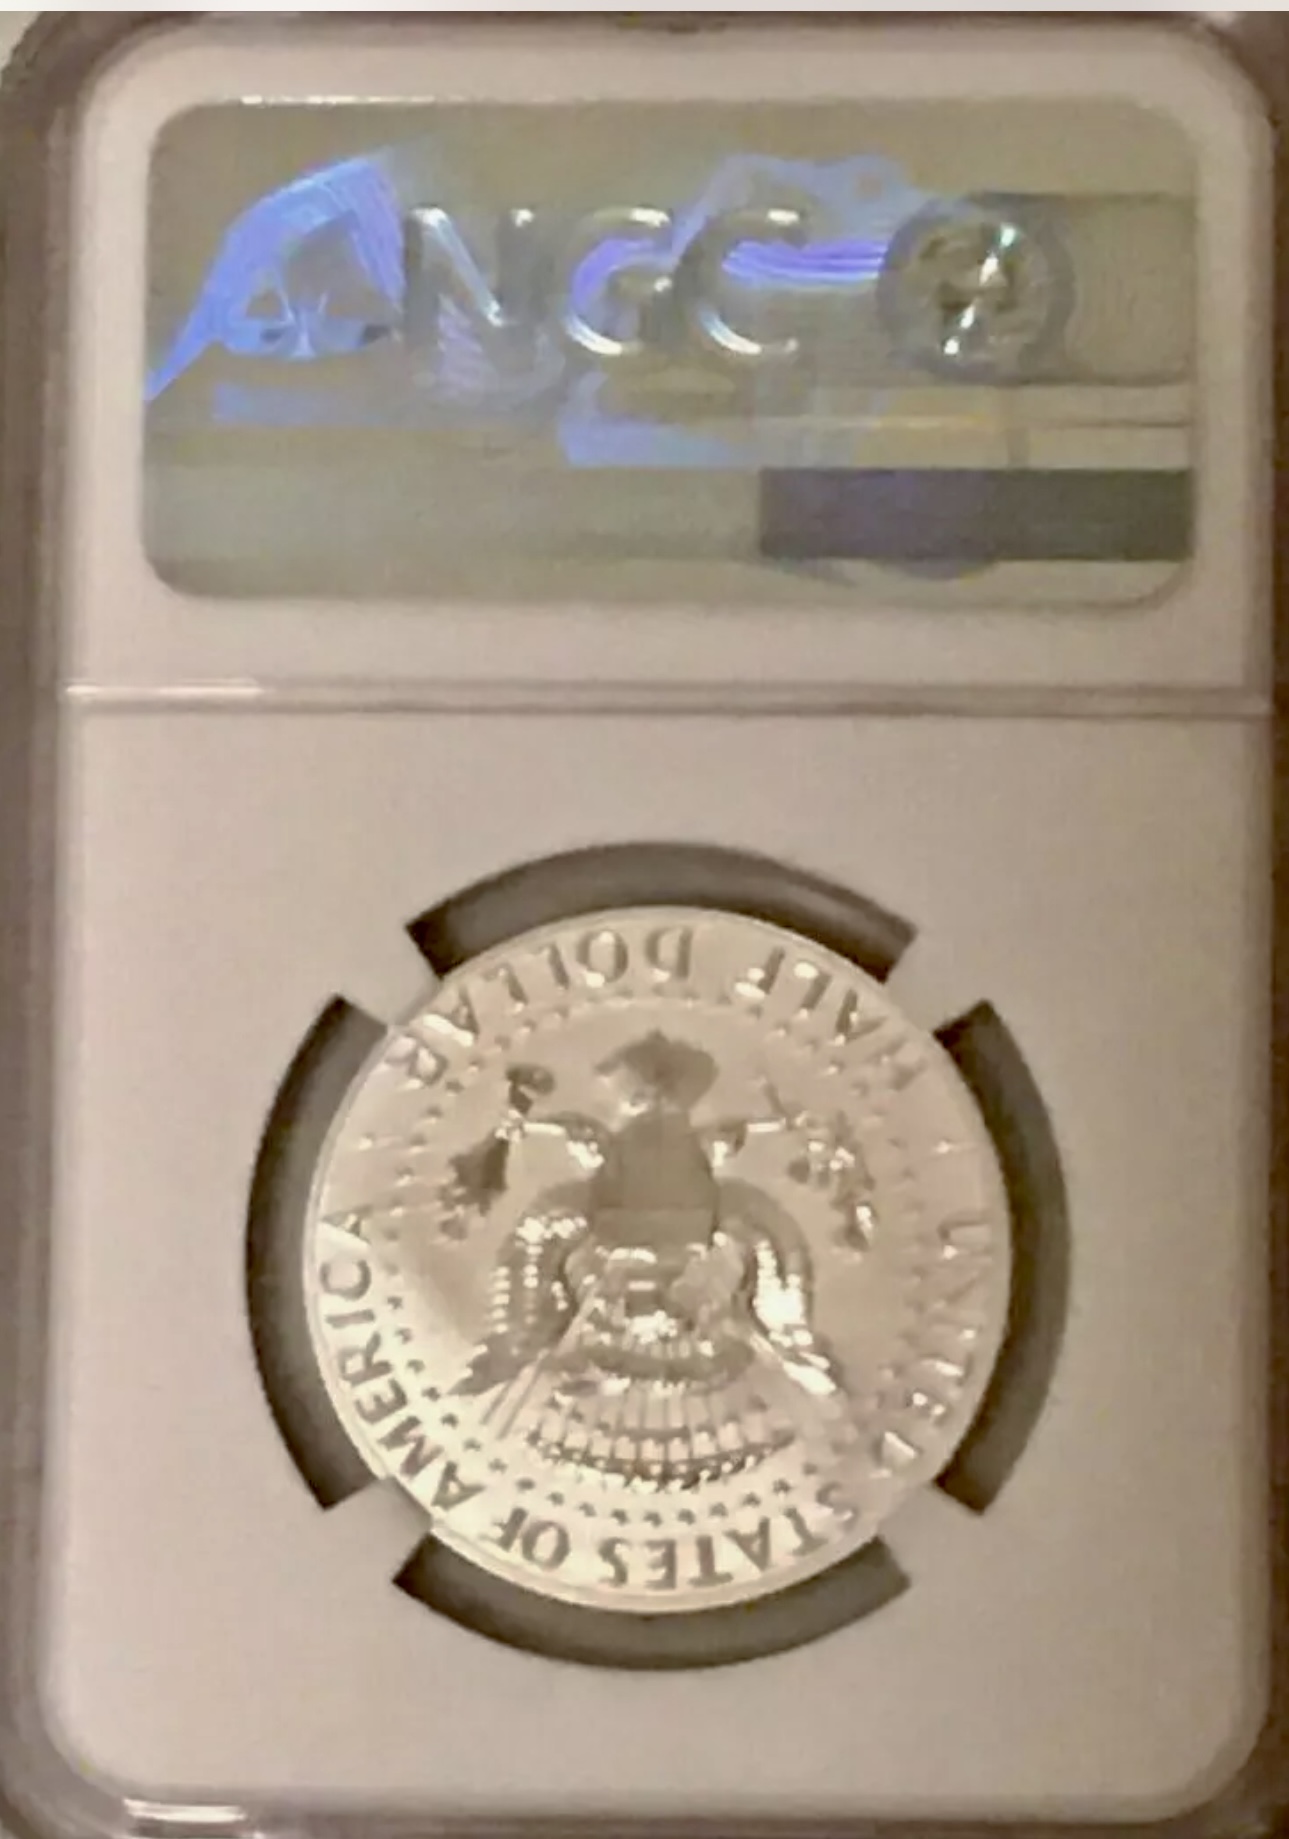 NGC
UNITED STATES OF AMERICA
HALF DOLLAR